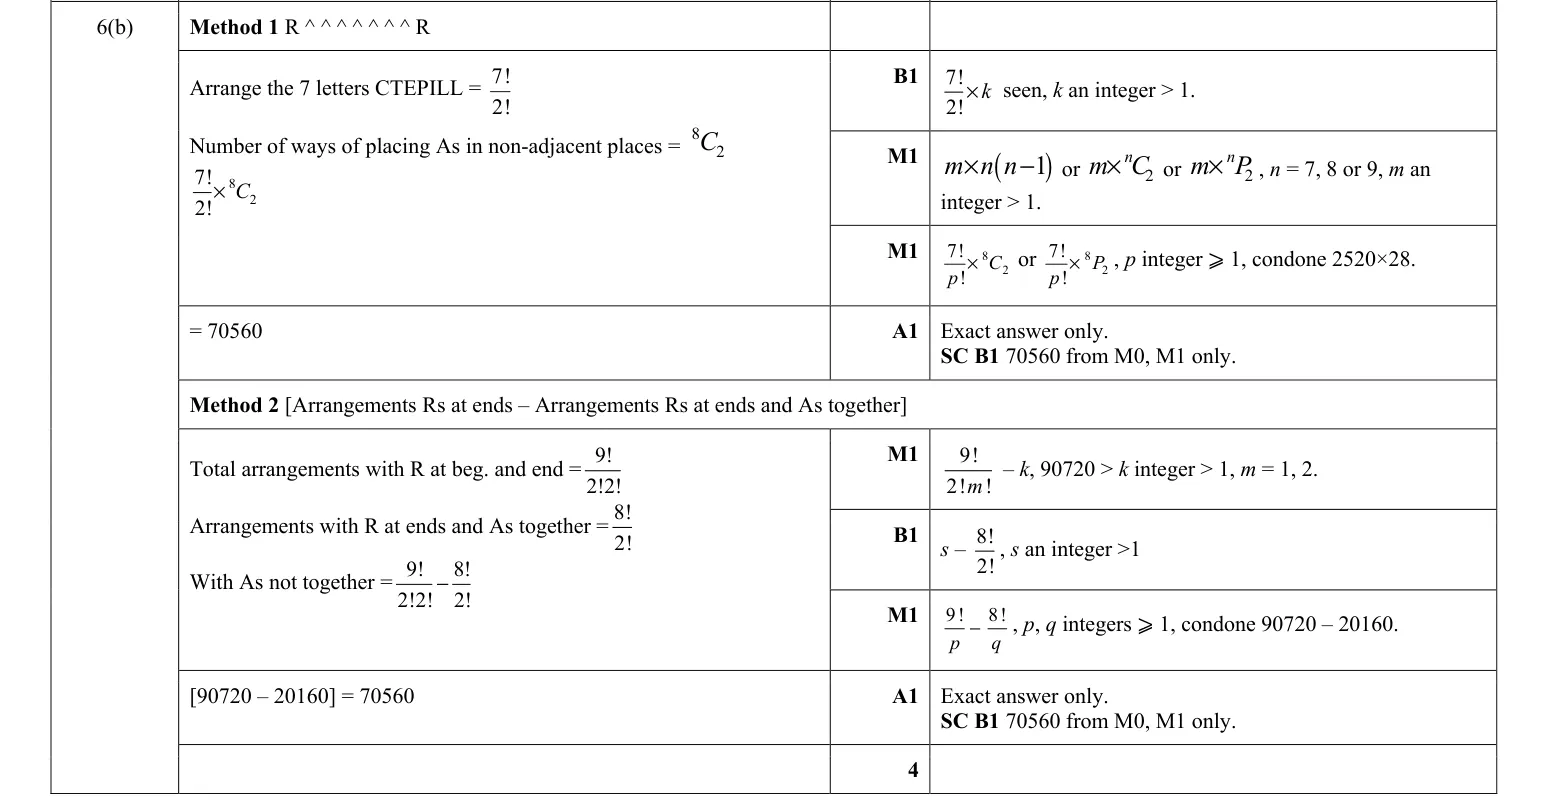 6(b)
Method 1 R ^ ^ ^ ^ ^ ^ ^ R
Arrange the 7 letters CTEPILL = 7!/2!
Number of ways of placing As in non-adjacent places = ⁸C₂
7!/2! × ⁸C₂
B1
7!/2! × k seen, k an integer > 1.
M1
m×n(n−1) or m×ⁿC₂ or m×ⁿP₂ , n = 7, 8 or 9, m an
integer > 1.
M1
7!/p! × ⁸C₂ or 7!/p! × ⁸P₂ , p integer ⩾ 1, condone 2520×28.
= 70560
A1
Exact answer only.
SC B1 70560 from M0, M1 only.
Method 2 [Arrangements Rs at ends – Arrangements Rs at ends and As together]
Total arrangements with R at beg. and end = 9!/2!2!
Arrangements with R at ends and As together = 8!/2!
With As not together = 9!/2!2! − 8!/2!
M1
9!/2!m! – k, 90720 > k integer > 1, m = 1, 2.
B1
s – 8!/2! , s an integer >1
M1
9!/p – 8!/q , p, q integers ⩾ 1, condone 90720 – 20160.
[90720 – 20160] = 70560
A1
Exact answer only.
SC B1 70560 from M0, M1 only.
4